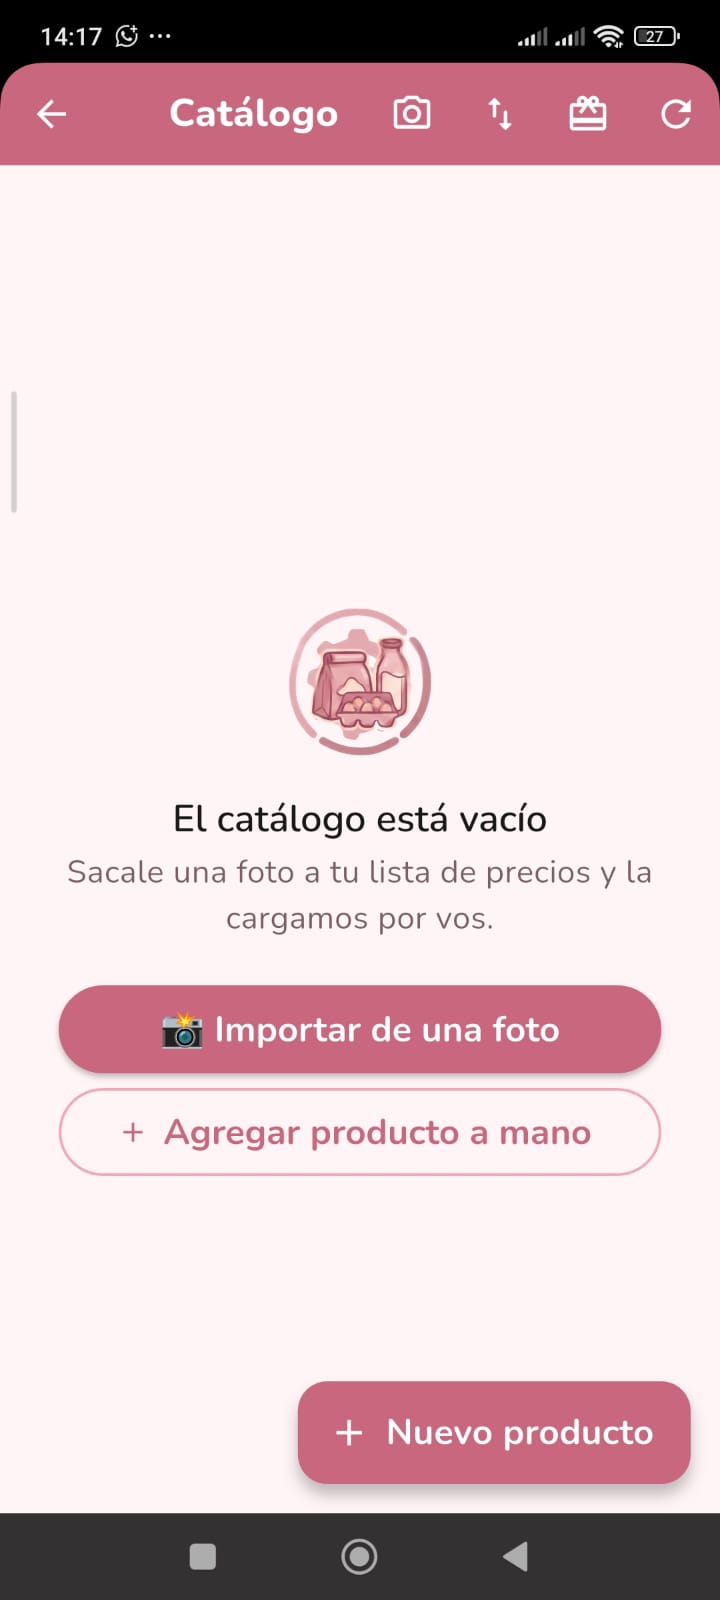 14:17
27
Catálogo
El catálogo está vacío
Sacale una foto a tu lista de precios y la
cargamos por vos.
Importar de una foto
+ Agregar producto a mano
+ Nuevo producto